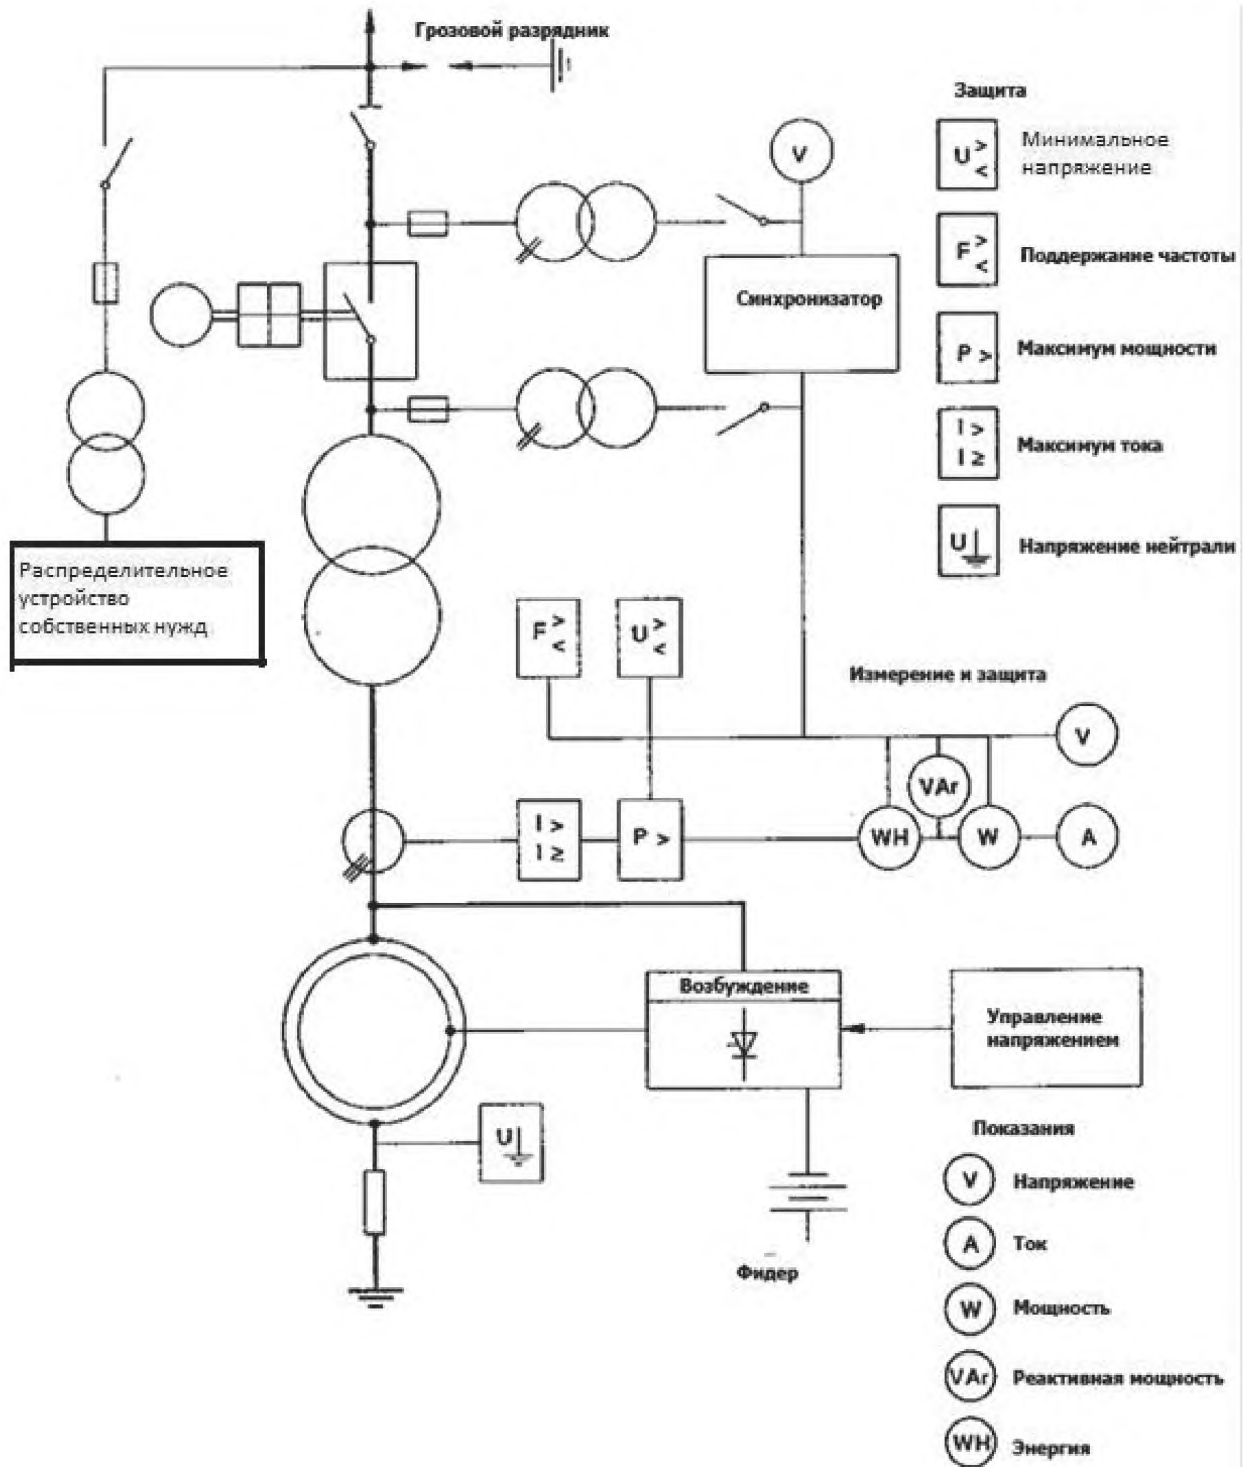 Грозовой разрядник
Защита
U > <
Минимальное
напряжение
V
F > <
Поддержание частоты
Синхронизатор
P >
Максимум мощности
I >
I ≥
Максимум тока
U
Напряжение нейтрали
Распределительное
устройство
собственных нужд
F > <
U > <
Измерение и защита
V
VAr
I >
I ≥
P >
WH
W
A
Возбуждение
Управление
напряжением
U
Показания
V
Напряжение
A
Ток
Фидер
W
Мощность
VAr
Реактивная мощность
WH
Энергия